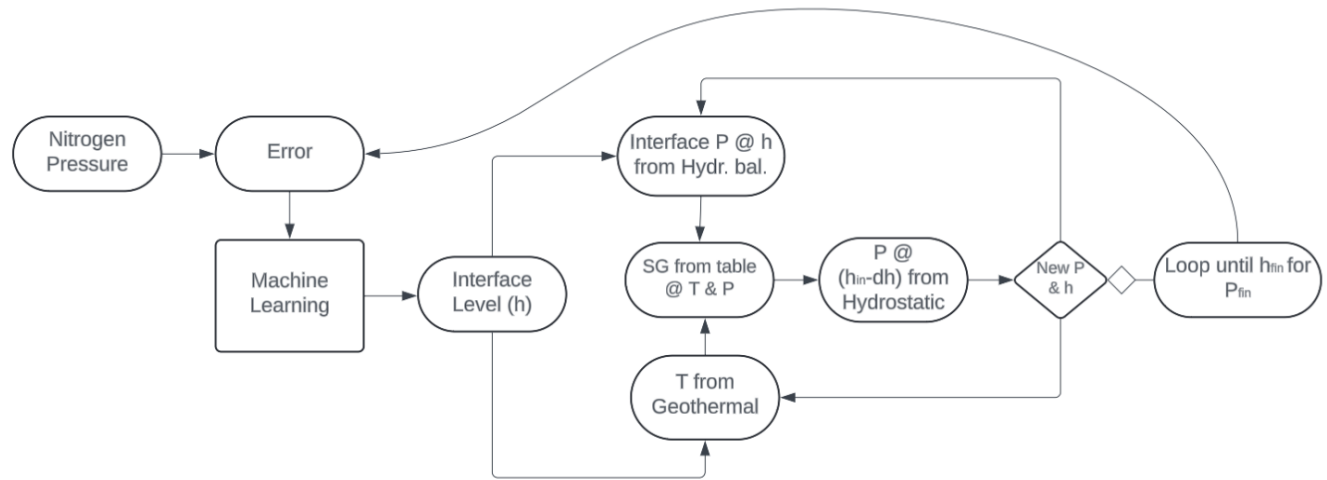 Nitrogen
Pressure
Error
Machine
Learning
Interface
Level (h)
Interface P @ h
from Hydr. bal.
SG from table
@ T & P
T from
Geothermal
P @
(hin-dh) from
Hydrostatic
New P
& h
Loop until hfin for
Pfin